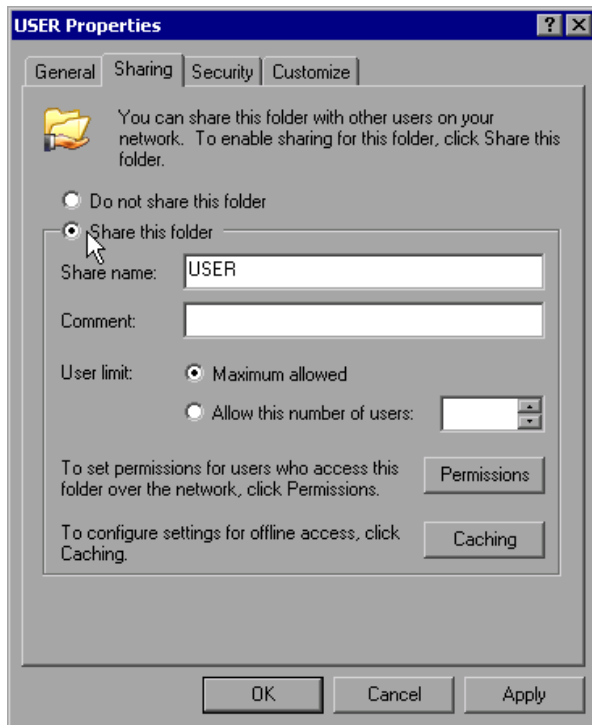 USER Properties
General Sharing Security Customize
You can share this folder with other users on your
network. To enable sharing for this folder, click Share this
folder.
Do not share this folder
Share this folder
Share name: USER
Comment:
User limit: Maximum allowed
Allow this number of users:
To set permissions for users who access this
folder over the network, click Permissions.
Permissions
To configure settings for offline access, click
Caching.
Caching
OK Cancel Apply